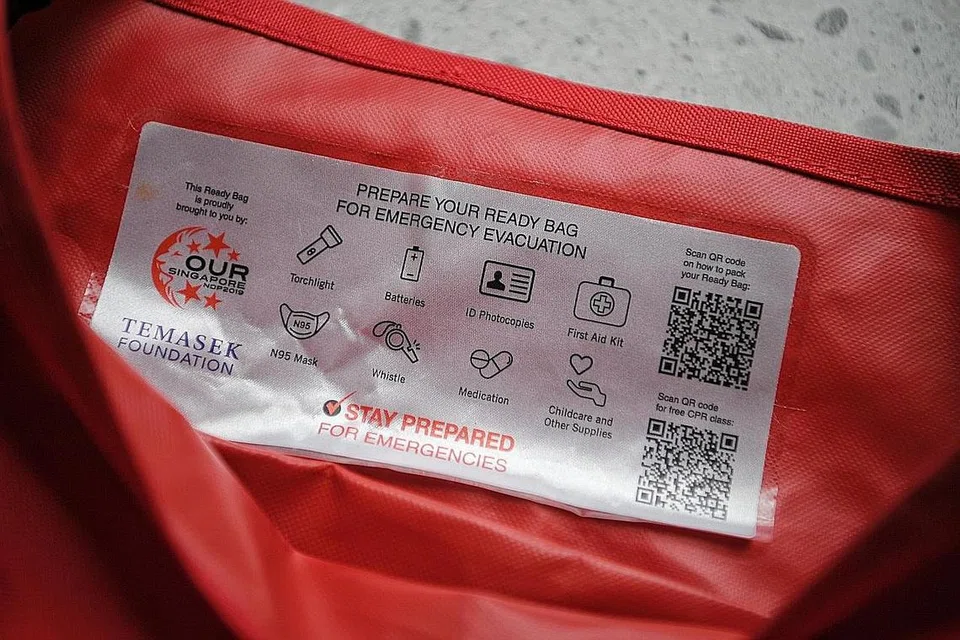 This Ready Bag
is proudly
brought to you by:
OUR
SINGAPORE
NDP2019
TEMASEK
FOUNDATION
PREPARE YOUR READY BAG
FOR EMERGENCY EVACUATION
Torchlight
Batteries
ID Photocopies
First Aid Kit
N95
N95 Mask
Whistle
Medication
Childcare and
Other Supplies
STAY PREPARED
FOR EMERGENCIES
Scan QR code
on how to pack
your Ready Bag:
Scan QR code
for free CPR class: